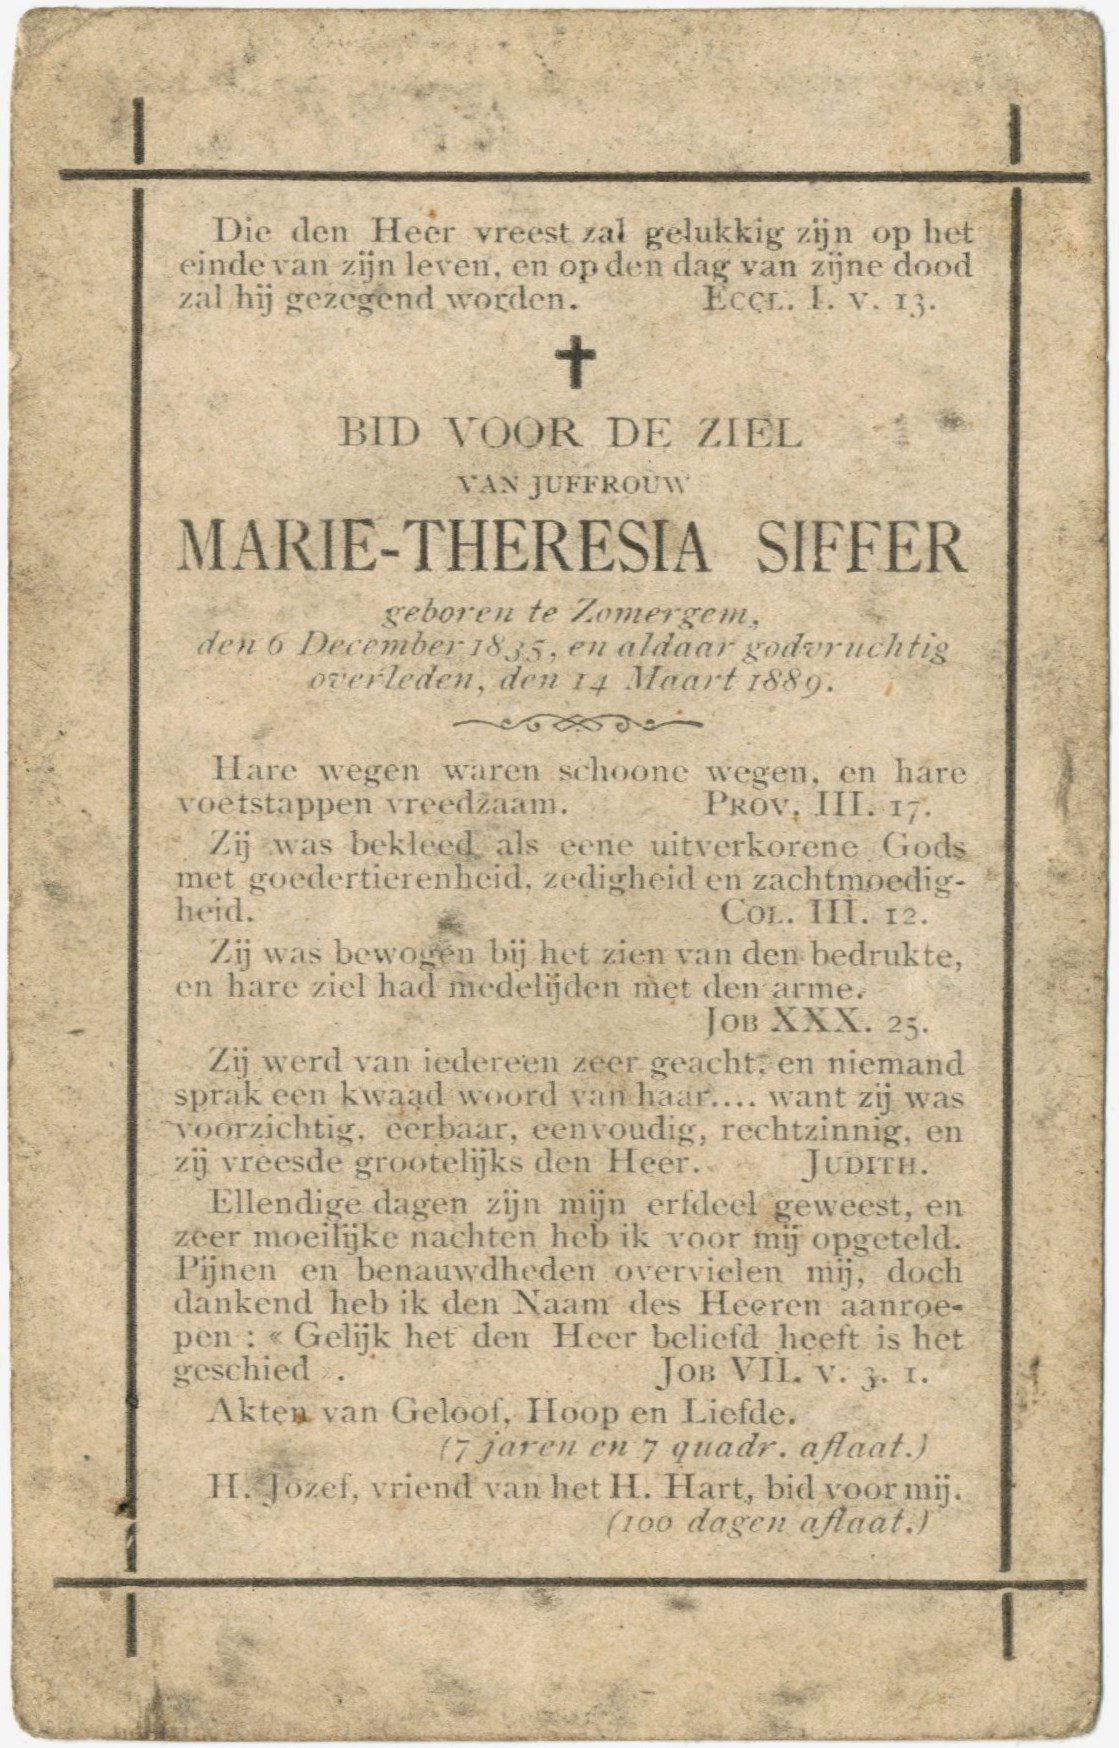 Die den Heer vreest zal gelukkig zijn op het
einde van zijn leven, en op den dag van zijne dood
zal hij gezegend worden. ECCL. I. V. 13.
BID VOOR DE ZIEL
VAN JUFFROUW
MARIE-THERESIA SIFFER
geboren te Zomergem,
den 6 December 1835, en aldaar godvruchtig
overleden, den 14 Maart 1889.
Hare wegen waren schoone wegen, en hare
voetstappen vreedzaam. PROV. III. 17.
Zij was bekleed als eene uitverkorene Gods
met goedertierenheid, zedigheid en zachtmoedig-
heid. COL. III. 12.
Zij was bewogen bij het zien van den bedrukte,
en hare ziel had medelijden met den arme.
JOB XXX. 25.
Zij werd van iedereen zeer geacht, en niemand
sprak een kwaad woord van haar.... want zij was
voorzichtig, eerbaar, eenvoudig, rechtzinnig, en
zij vreesde grootelijks den Heer. JUDITH.
Ellendige dagen zijn mijn erfdeel geweest, en
zeer moeilijke nachten heb ik voor mij opgeteld.
Pijnen en benauwdheden overvielen mij, doch
dankend heb ik den Naam des Heeren aanroe-
pen : « Gelijk het den Heer beliefd heeft is het
geschied ». JOB VII. V. 3. 1.
Akten van Geloof, Hoop en Liefde.
(7 jaren en 7 quadr. aflaat.)
H. Jozef, vriend van het H. Hart, bid voor mij.
(100 dagen aflaat.)